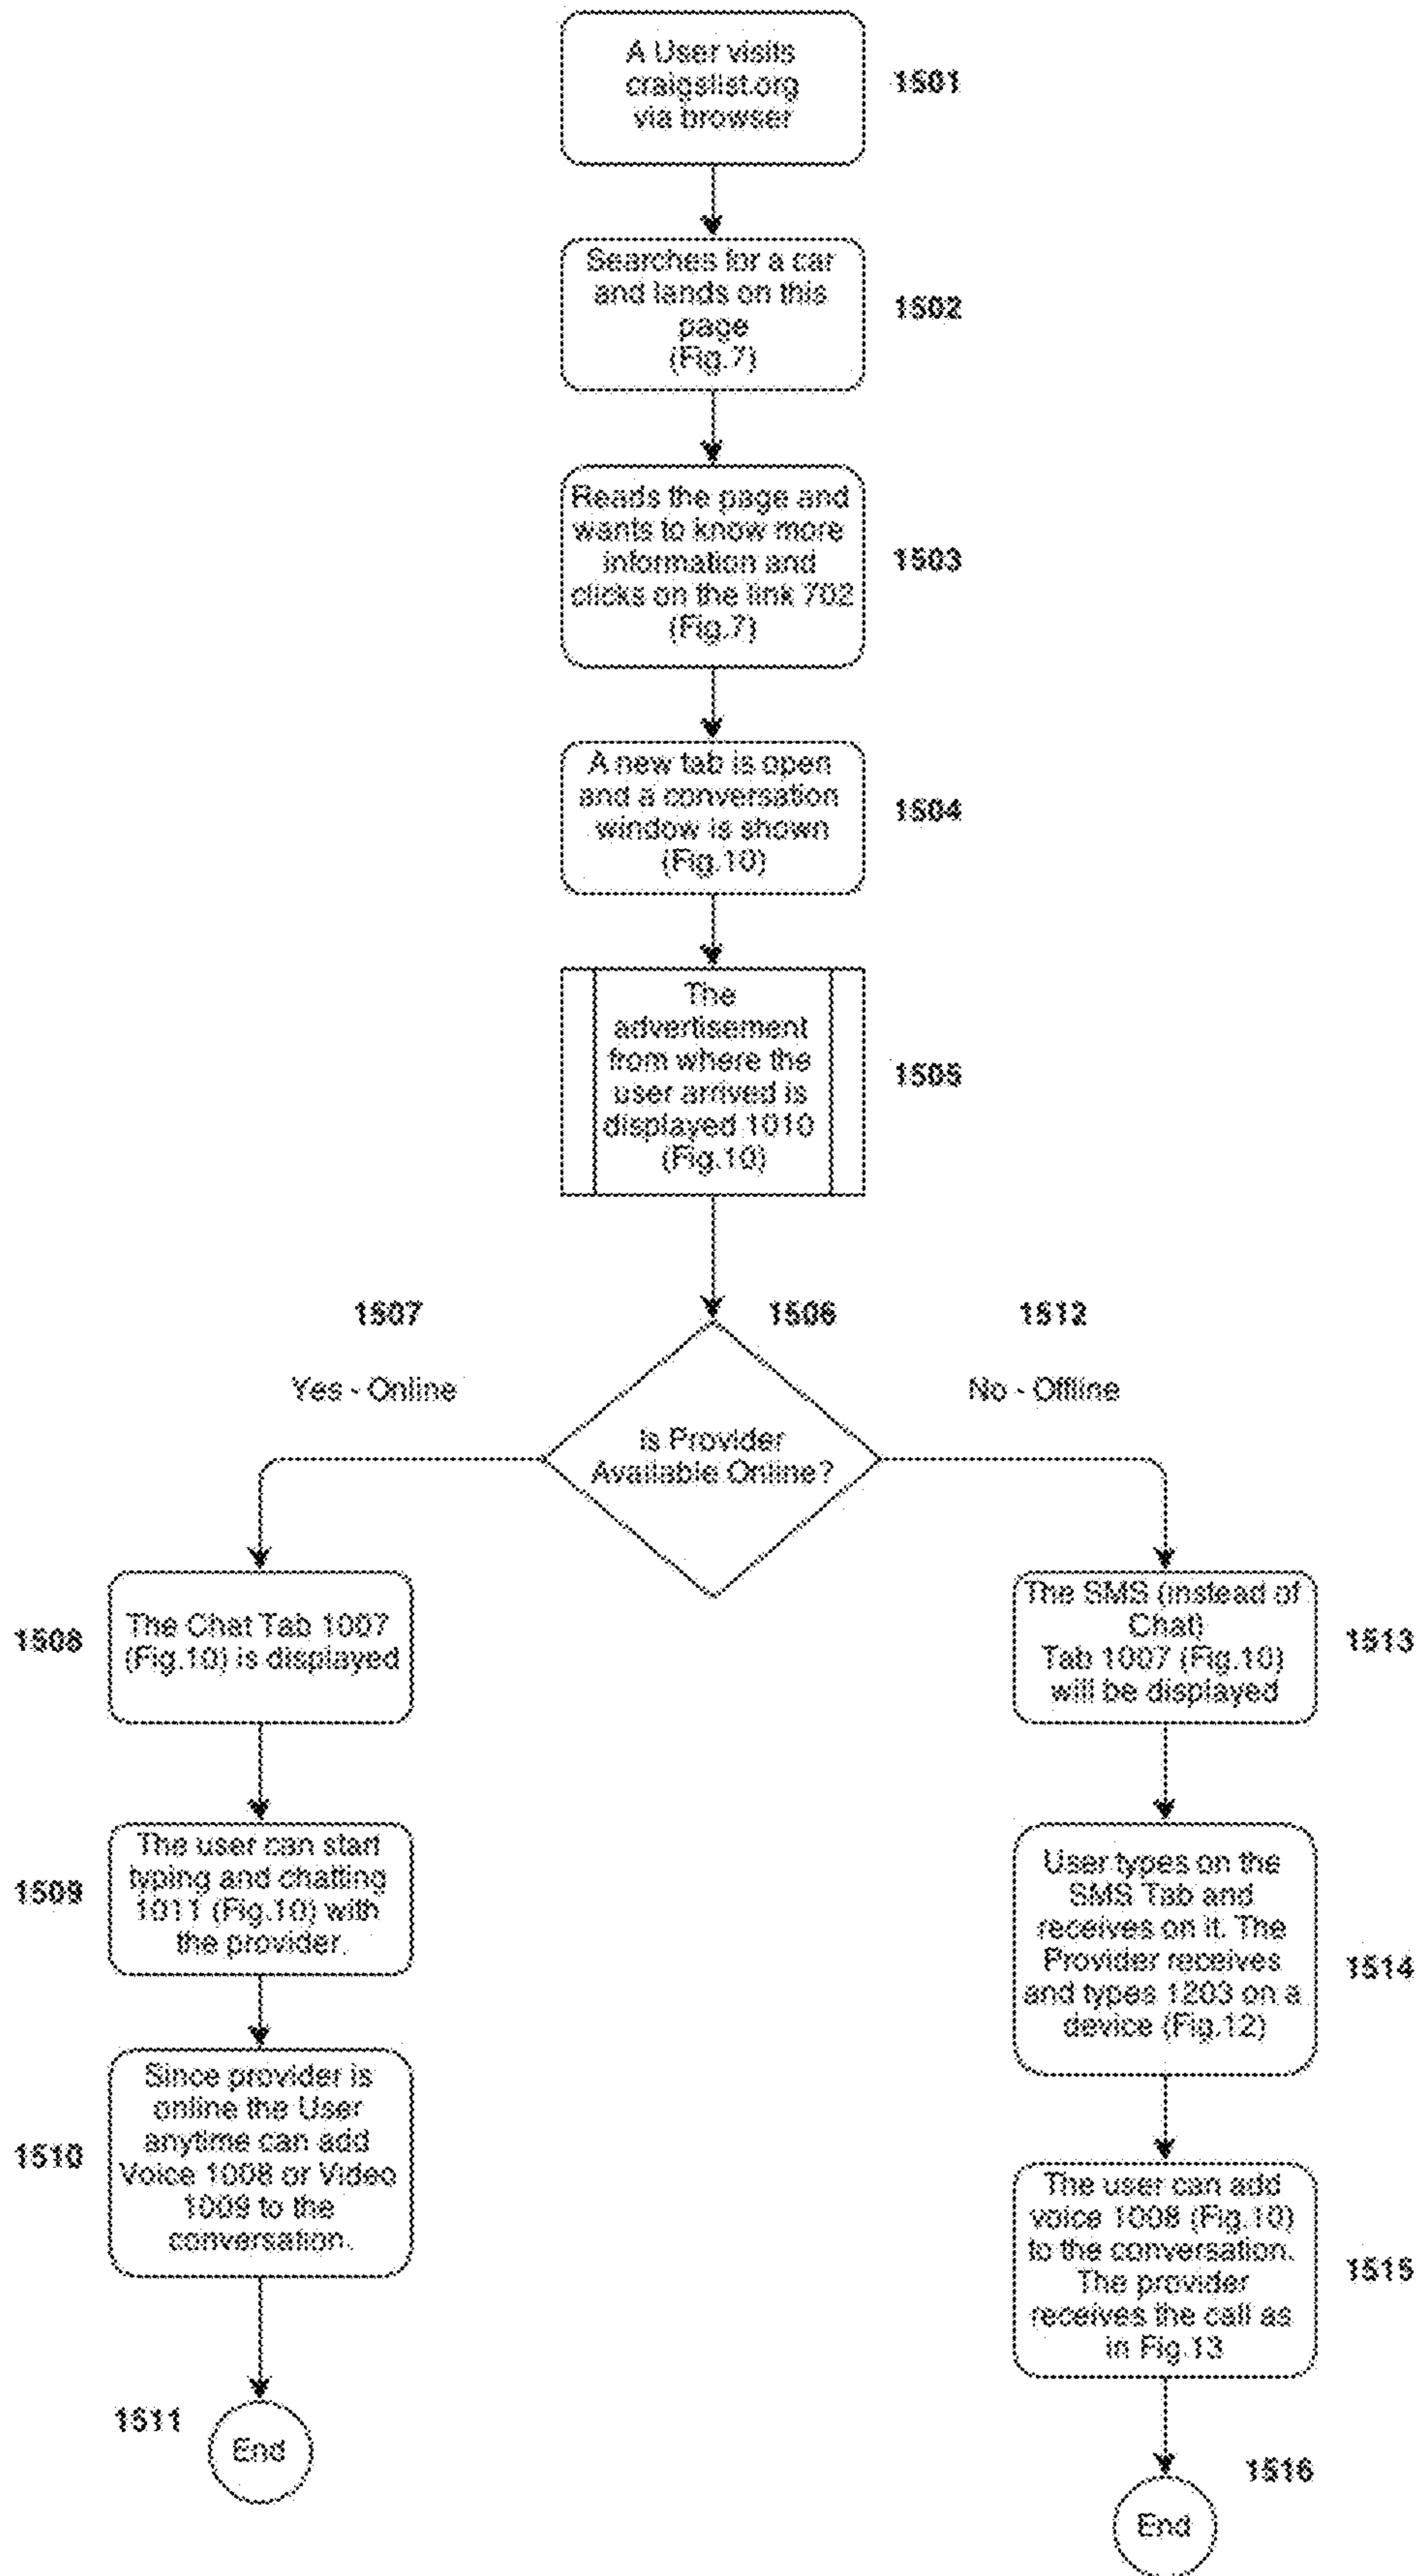 A User visits
craigslist.org
via browser
1501
Searches for a car
and lands on this
page
(Fig.7)
1502
Reads the page and
wants to know more
information and
clicks on the link 702
(Fig.7)
1503
A new tab is open
and a conversation
window is shown
(Fig.10)
1504
The
advertisement
from where the
user arrived is
displayed 1010
(Fig.10)
1505
1507
1506
1512
Yes - Online
No - Offline
Is Provider
Available Online?
The Chat Tab 1007
(Fig.10) is displayed
1508
The user can start
typing and chatting
1011 (Fig.10) with
the provider.
1509
Since provider is
online the User
anytime can add
Voice 1008 or Video
1009 to the
conversation.
1510
1511
End
The SMS (instead of
Chat)
Tab 1007 (Fig.10)
will be displayed
1513
User types on the
SMS Tab and
receives on it. The
Provider receives
and types 1203 on a
device (Fig.12)
1514
The user can add
voice 1008 (Fig.10)
to the conversation.
The provider
receives the call as
in Fig.13
1515
1516
End